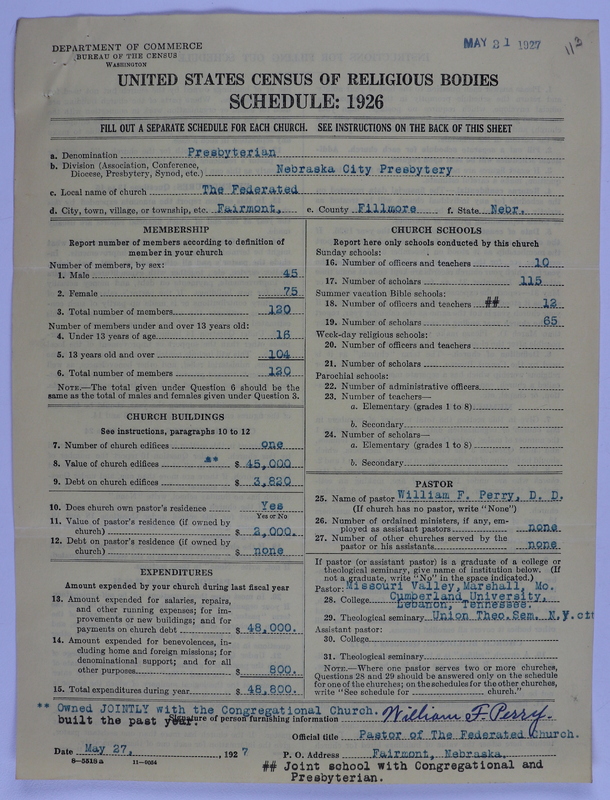 DEPARTMENT OF COMMERCE
BUREAU OF THE CENSUS
WASHINGTON
MAY 31 1927
113
UNITED STATES CENSUS OF RELIGIOUS BODIES
SCHEDULE: 1926
FILL OUT A SEPARATE SCHEDULE FOR EACH CHURCH. SEE INSTRUCTIONS ON THE BACK OF THIS SHEET
a. Denomination Presbyterian
b. Division (Association, Conference, Diocese, Presbytery, Synod, etc.) Nebraska City Presbytery
c. Local name of church The Federated
d. City, town, village, or township, etc. Fairmont, e. County Fillmore f. State Nebr.
MEMBERSHIP
Report number of members according to definition of
member in your church
Number of members, by sex:
1. Male 45
2. Female 75
3. Total number of members 120
Number of members under and over 13 years old:
4. Under 13 years of age 16
5. 13 years old and over 104
6. Total number of members 120
NOTE.—The total given under Question 6 should be the
same as the total of males and females given under Question 3.
CHURCH BUILDINGS
See instructions, paragraphs 10 to 12
7. Number of church edifices one
8. Value of church edifices ** $ 45,000.
9. Debt on church edifices $ 3,820
10. Does church own pastor's residence Yes
Yes or No
11. Value of pastor's residence (if owned by
church) $ 2,000.
12. Debt on pastor's residence (if owned by
church) $ none
EXPENDITURES
Amount expended by your church during last fiscal year
13. Amount expended for salaries, repairs,
and other running expenses; for im-
provements or new buildings; and for
payments on church debt $ 48,000.
14. Amount expended for benevolences, in-
cluding home and foreign missions; for
denominational support; and for all
other purposes $ 800.
15. Total expenditures during year $ 48,800.
CHURCH SCHOOLS
Report here only schools conducted by this church
Sunday schools:
16. Number of officers and teachers 10
17. Number of scholars 115
Summer vacation Bible schools:
18. Number of officers and teachers ## 12
19. Number of scholars 65
Week-day religious schools:
20. Number of officers and teachers
21. Number of scholars
Parochial schools:
22. Number of administrative officers
23. Number of teachers—
a. Elementary (grades 1 to 8)
b. Secondary
24. Number of scholars—
a. Elementary (grades 1 to 8)
b. Secondary
PASTOR
25. Name of pastor William F. Perry, D. D.
(If church has no pastor, write "None")
26. Number of ordained ministers, if any, em-
ployed as assistant pastors none
27. Number of other churches served by the
pastor or his assistants none
If pastor (or assistant pastor) is a graduate of a college or
theological seminary, give name of institution below. (If
not a graduate, write "No" in the space indicated.)
Pastor: Missouri Valley, Marshall, Mo.
28. College Cumberland University,
Lebanon, Tennessee.
29. Theological seminary Union Theo.Sem. N.Y.cit
Assistant pastor:
30. College
31. Theological seminary
NOTE.—Where one pastor serves two or more churches,
Questions 28 and 29 should be answered only on the schedule
for one of the churches; on the schedules for the other churches,
write "See schedule for church."
** Owned JOINTLY with the Congregational Church.
built the past year.
Signature of person furnishing information William F. Perry.
Official title Pastor of The Federated Church.
Date May 27, , 1927 P. O. Address Fairmont, Nebraska.
8—5518 a 11—9034
## Joint school with Congregational and
Presbyterian.